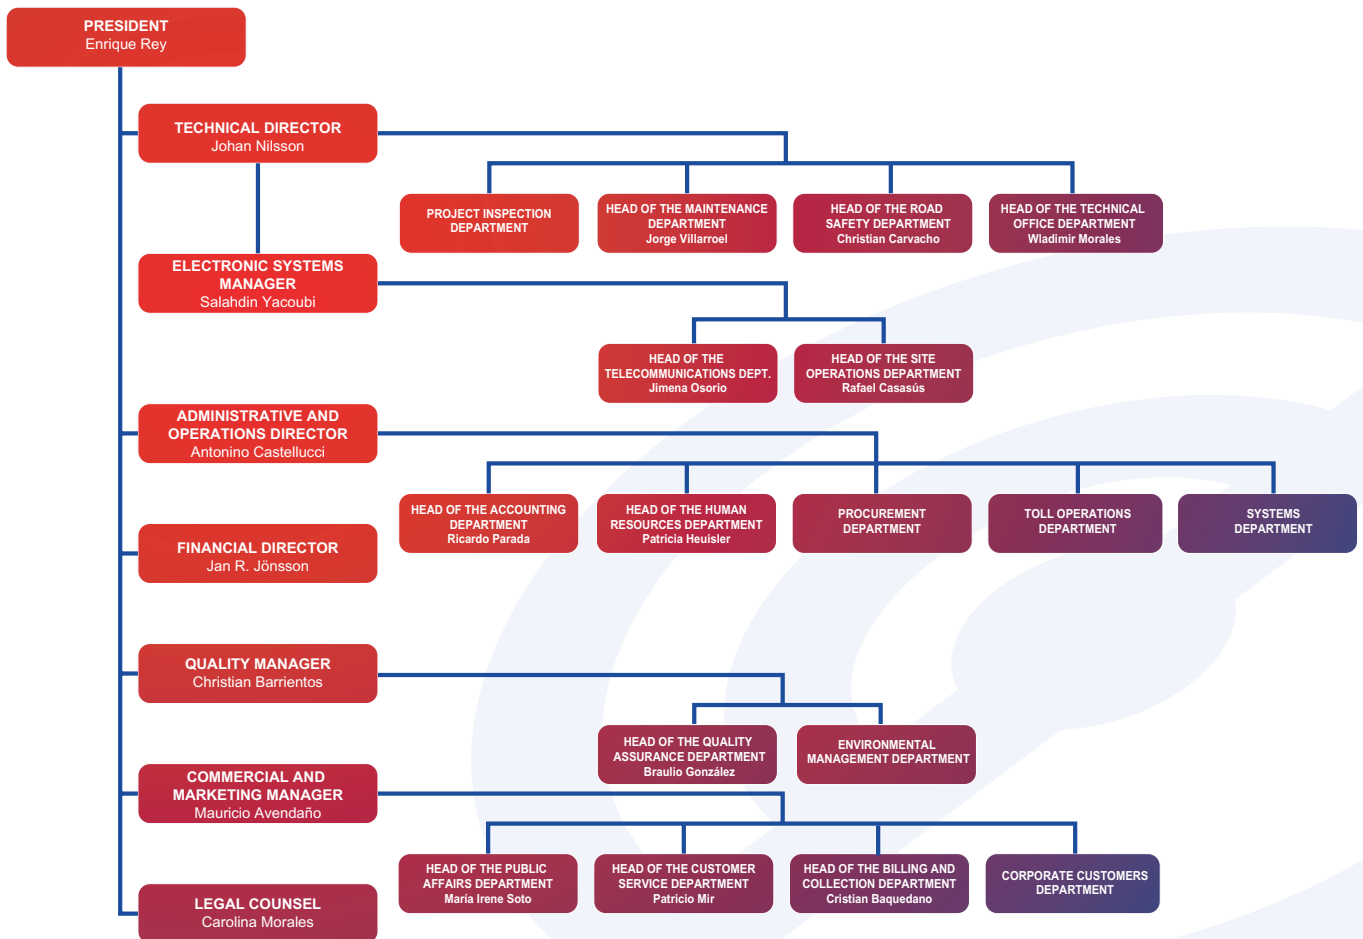 PRESIDENT
Enrique Rey
TECHNICAL DIRECTOR
Johan Nilsson
PROJECT INSPECTION
DEPARTMENT
HEAD OF THE MAINTENANCE
DEPARTMENT
Jorge Villarroel
HEAD OF THE ROAD
SAFETY DEPARTMENT
Christian Carvacho
HEAD OF THE TECHNICAL
OFFICE DEPARTMENT
Wladimir Morales
ELECTRONIC SYSTEMS
MANAGER
Salahdin Yacoubi
HEAD OF THE
TELECOMMUNICATIONS DEPT.
Jimena Osorio
HEAD OF THE SITE
OPERATIONS DEPARTMENT
Rafael Casasús
ADMINISTRATIVE AND
OPERATIONS DIRECTOR
Antonino Castellucci
HEAD OF THE ACCOUNTING
DEPARTMENT
Ricardo Parada
HEAD OF THE HUMAN
RESOURCES DEPARTMENT
Patricia Heuisler
PROCUREMENT
DEPARTMENT
TOLL OPERATIONS
DEPARTMENT
SYSTEMS
DEPARTMENT
FINANCIAL DIRECTOR
Jan R. Jönsson
QUALITY MANAGER
Christian Barrientos
HEAD OF THE QUALITY
ASSURANCE DEPARTMENT
Braulio González
ENVIRONMENTAL
MANAGEMENT DEPARTMENT
COMMERCIAL AND
MARKETING MANAGER
Mauricio Avendaño
HEAD OF THE PUBLIC
AFFAIRS DEPARTMENT
María Irene Soto
HEAD OF THE CUSTOMER
SERVICE DEPARTMENT
Patricio Mir
HEAD OF THE BILLING AND
COLLECTION DEPARTMENT
Cristian Baquedano
CORPORATE CUSTOMERS
DEPARTMENT
LEGAL COUNSEL
Carolina Morales